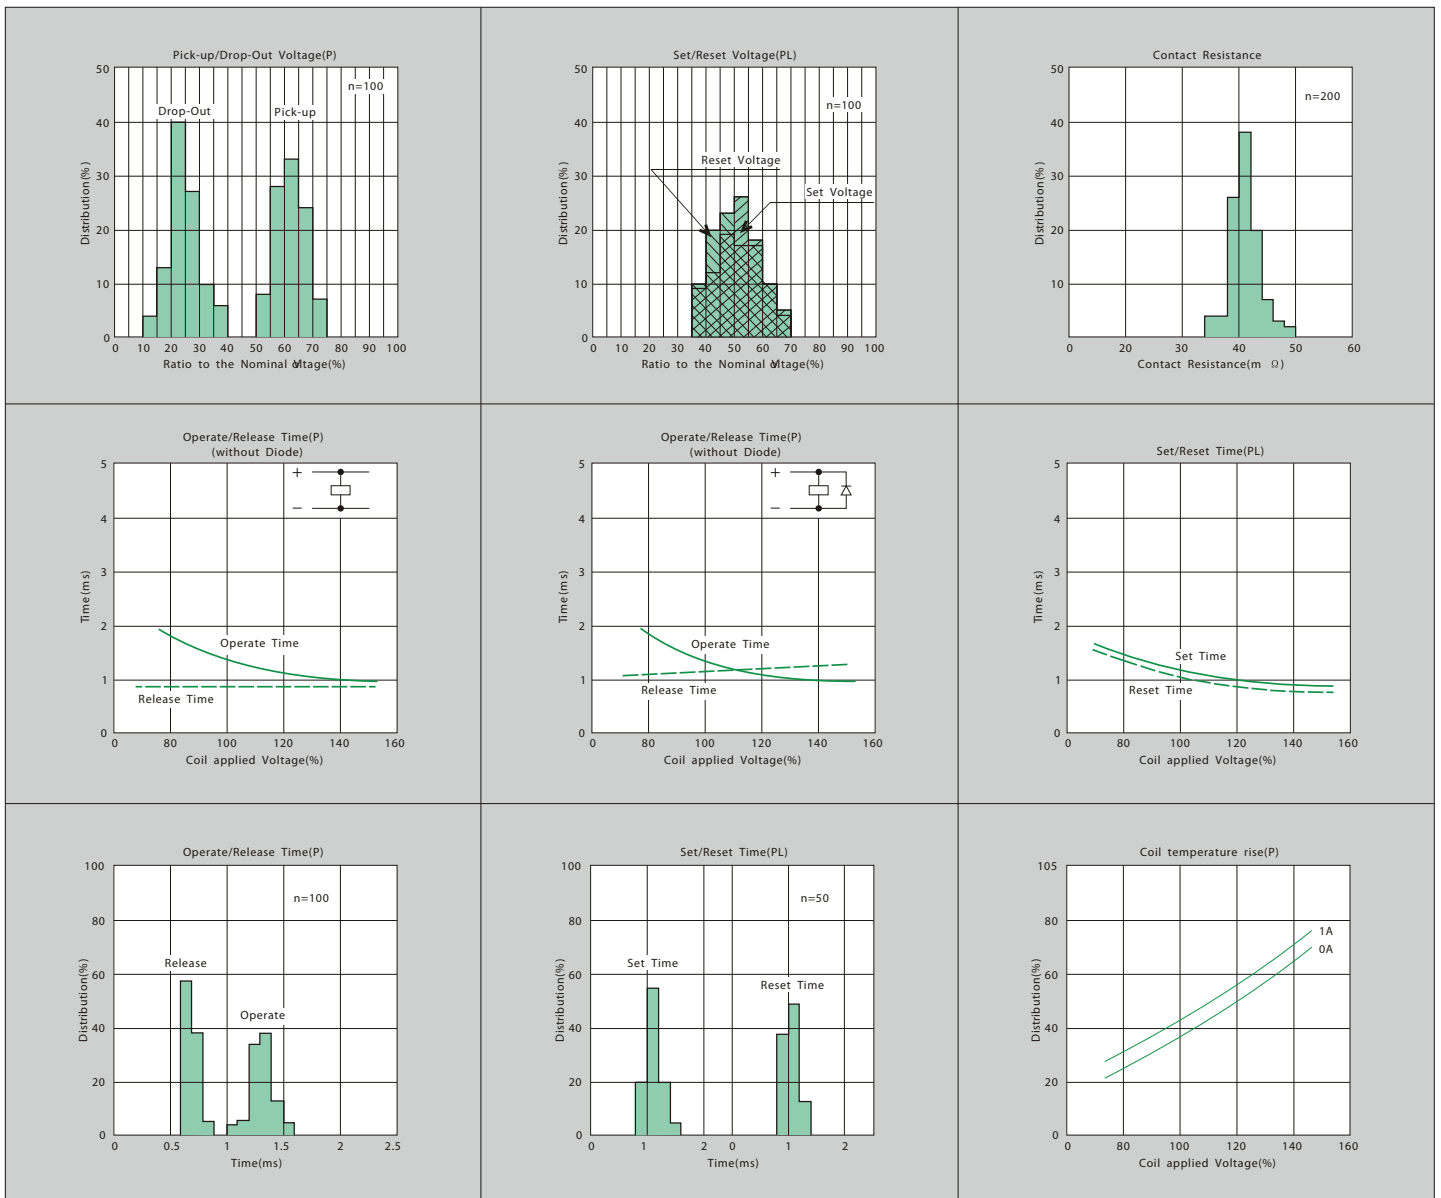 Pick-up/Drop-Out Voltage(P)
50
n=100
Drop-Out
Pick-up
40
30
20
10
0
Distribution(%)
0 10 20 30 40 50 60 70 80 90 100
Ratio to the Nominal Vltage(%)
Set/Reset Voltage(PL)
50
n=100
40
Reset Voltage
30
Set Voltage
20
10
0
Distribution(%)
0 10 20 30 40 50 60 70 80 90 100
Ratio to the Nominal Vltage(%)
Contact Resistance
50
n=200
40
30
20
10
Distribution(%)
0 20 30 40 50 60
Contact Resistance(m Ω)
Operate/Release Time(P)
(without Diode)
5
+
−
4
3
2
Operate Time
1
Release Time
0
Time(ms)
0 80 100 120 140 160
Coil applied Voltage(%)
Operate/Release Time(P)
(without Diode)
5
+
−
4
3
2
Operate Time
1
Release Time
0
Time(ms)
0 80 100 120 140 160
Coil applied Voltage(%)
Set/Reset Time(PL)
5
4
3
2
Set Time
1
Reset Time
0
Time(ms)
0 80 100 120 140 160
Coil applied Voltage(%)
Operate/Release Time(P)
100
n=100
80
Release
60
Operate
40
20
0
Distribution(%)
0 0.5 1 1.5 2 2.5
Time(ms)
Set/Reset Time(PL)
100
n=50
80
Set Time
60
Reset Time
40
20
0
Distribution(%)
0 1 2 0 1 2
Time(ms)
Coil temperature rise(P)
105
1A
0A
80
60
40
20
0
Distribution(%)
0 80 100 120 140 160
Coil applied Voltage(%)